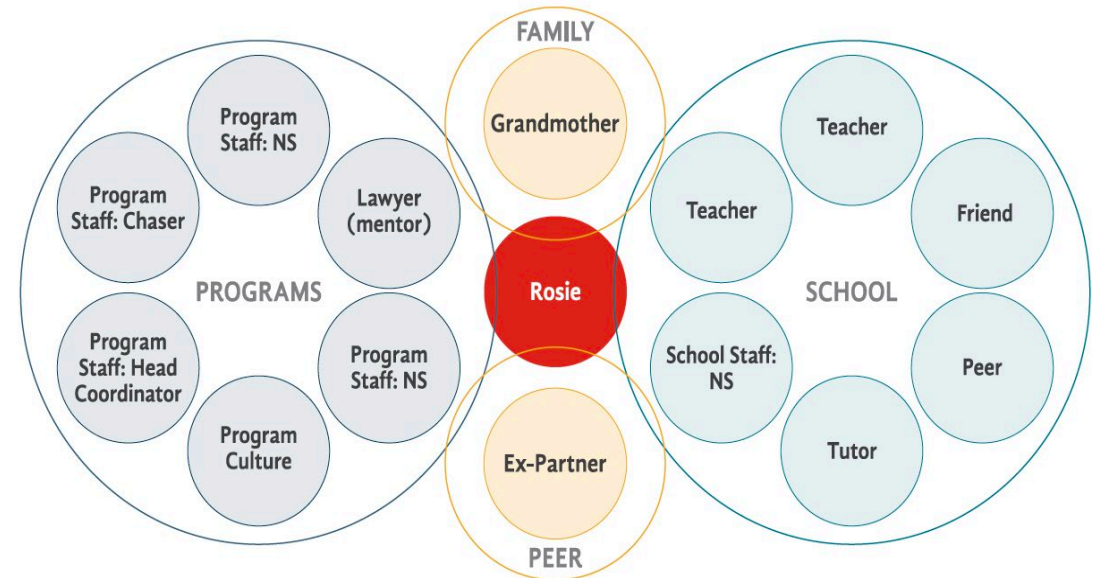 FAMILY
Grandmother
Rosie
Ex-Partner
PEER
PROGRAMS
Program
Staff: NS
Lawyer
(mentor)
Program
Staff: NS
Program
Culture
Program
Staff: Head
Coordinator
Program
Staff: Chaser
SCHOOL
Teacher
Friend
Peer
Tutor
School Staff:
NS
Teacher